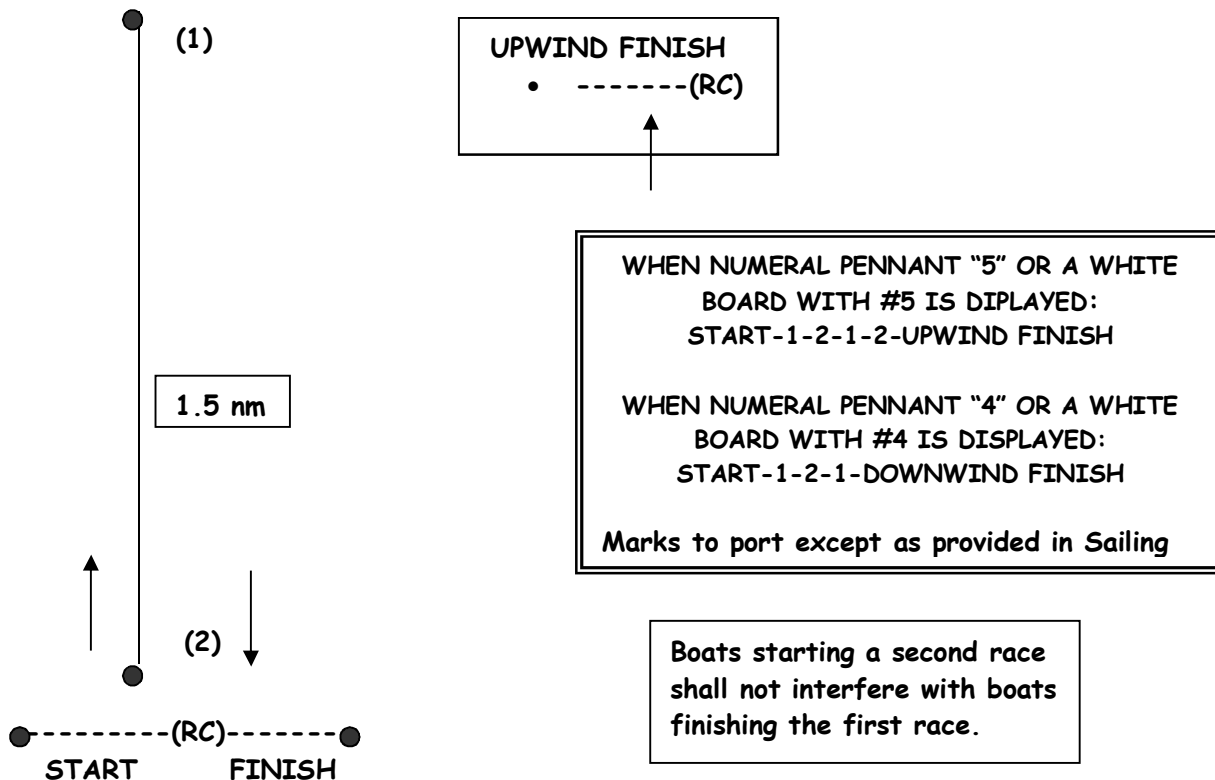 (1)
UPWIND FINISH
• -------(RC)
WHEN NUMERAL PENNANT “5” OR A WHITE
BOARD WITH #5 IS DIPLAYED:
START-1-2-1-2-UPWIND FINISH
WHEN NUMERAL PENNANT “4” OR A WHITE
BOARD WITH #4 IS DISPLAYED:
START-1-2-1-DOWNWIND FINISH
Marks to port except as provided in Sailing
1.5 nm
(2)
Boats starting a second race
shall not interfere with boats
finishing the first race.
---------(RC)--------
START FINISH